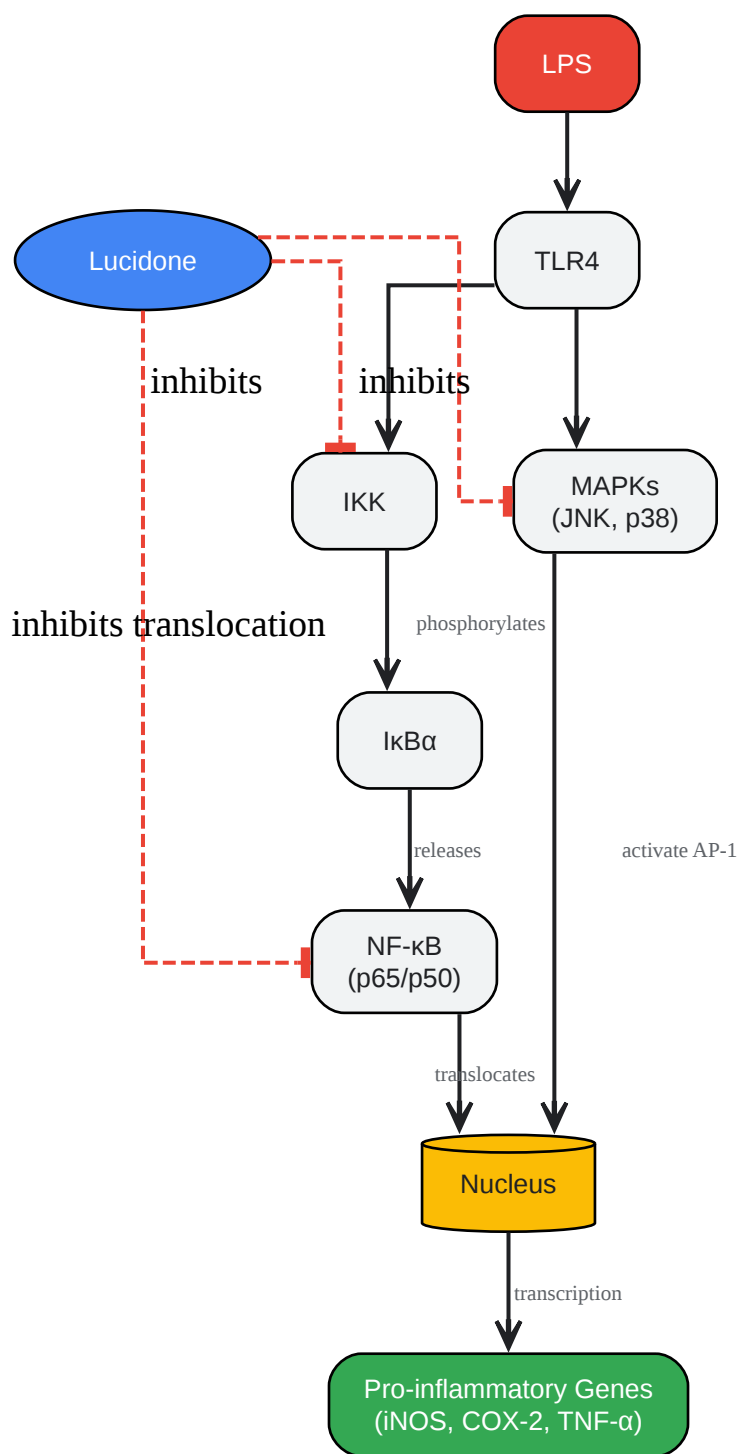 LPS
Lucidone
TLR4
inhibits
inhibits
IKK
MAPKs
(JNK, p38)
inhibits translocation
phosphorylates
IκBα
releases
activate AP-1
NF-κB
(p65/p50)
translocates
Nucleus
transcription
Pro-inflammatory Genes
(iNOS, COX-2, TNF-α)